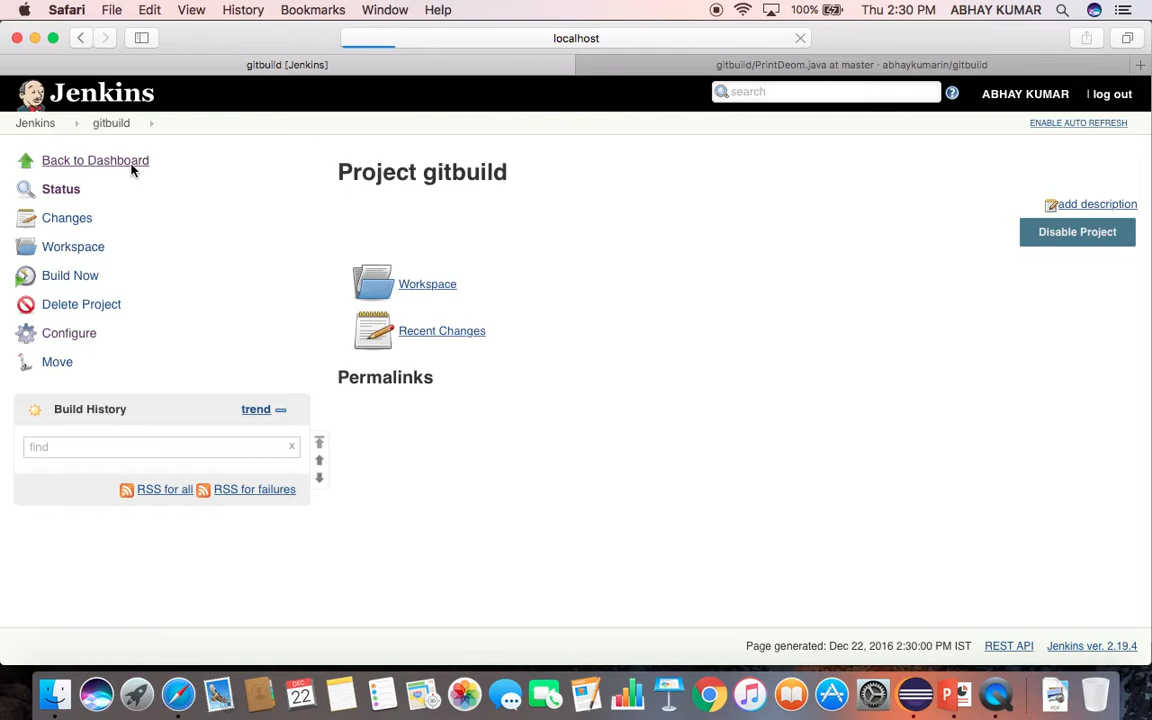 Safari File Edit View History Bookmarks Window Help 100% Thu 2:30 PM ABHAY KUMAR
localhost
gitbuild [Jenkins] gitbuild/PrintDeom.java at master · abhaykumarin/gitbuild
Jenkins search ABHAY KUMAR | log out
Jenkins gitbuild ENABLE AUTO REFRESH
Back to Dashboard
Status
Changes
Workspace
Build Now
Delete Project
Configure
Move
Build History trend
find x
RSS for all RSS for failures
Project gitbuild
add description
Disable Project
Workspace
Recent Changes
Permalinks
Page generated: Dec 22, 2016 2:30:00 PM IST REST API Jenkins ver. 2.19.4
DEC
22